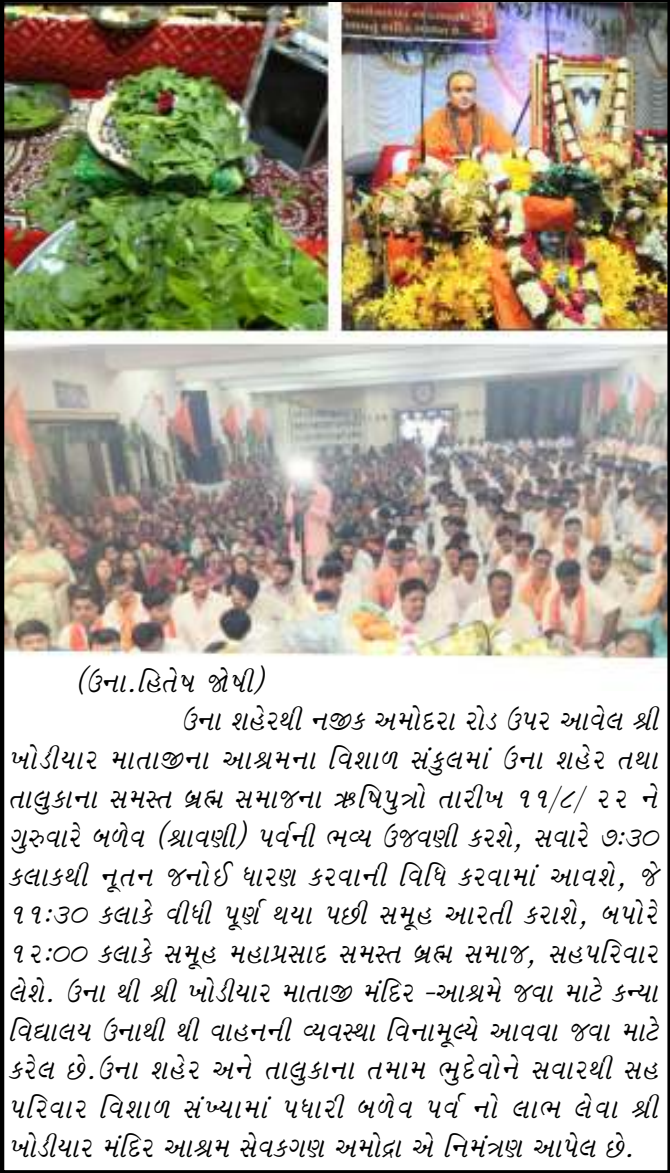 (ઉના.હિતેષ જોષી)
ઉના શહેરથી નજીક અમોદરા રોડ ઉપર આવેલ શ્રી
ખોડીયાર માતાજીના આશ્રમના વિશાળ સંકુલમાં ઉના શહેર તથા
તાલુકાના સમસ્ત બ્રહ્મ સમાજના ઋષિપુત્રો તારીખ ૧૧/૮/ ૨૨ ને
ગુરુવારે બળેવ (શ્રાવણી) પર્વની ભવ્ય ઉજવણી કરશે, સવારે ૭:૩૦
કલાકથી નૂતન જનોઈ ધારણ કરવાની વિધિ કરવામાં આવશે, જે
૧૧:૩૦ કલાકે વીધી પૂર્ણ થયા પછી સમૂહ આરતી કરાશે, બપોરે
૧૨:૦૦ કલાકે સમૂહ મહાપ્રસાદ સમસ્ત બ્રહ્મ સમાજ, સહપરિવાર
લેશે. ઉના થી શ્રી ખોડીયાર માતાજી મંદિર -આશ્રમે જવા માટે કન્યા
વિદ્યાલય ઉનાથી થી વાહનની વ્યવસ્થા વિનામૂલ્યે આવવા જવા માટે
કરેલ છે.ઉના શહેર અને તાલુકાના તમામ ભુદેવોને સવારથી સહ
પરિવાર વિશાળ સંખ્યામાં પધારી બળેવ પર્વ નો લાભ લેવા શ્રી
ખોડીયાર મંદિર આશ્રમ સેવકગણ અમોદ્રા એ નિમંત્રણ આપેલ છે.